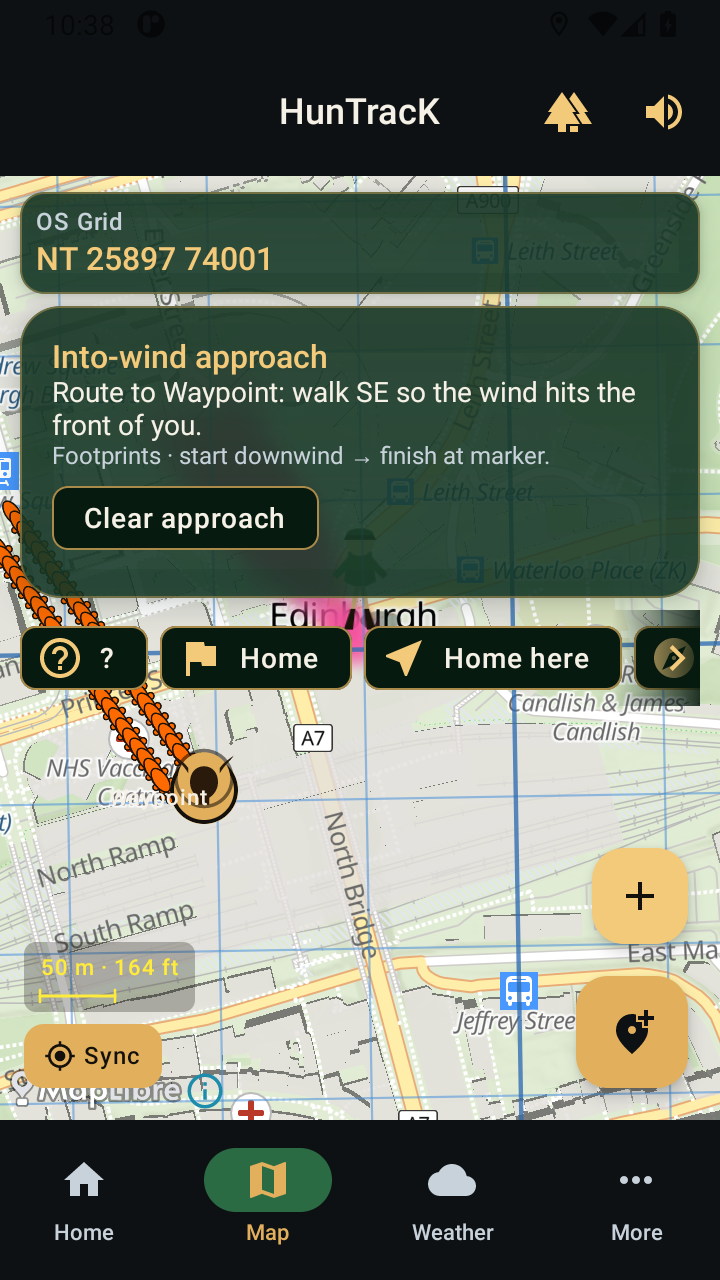 10:38
HunTracK
A900
OS Grid
NT 25897 74001
Leith Street
Into-wind approach
Route to Waypoint: walk SE so the wind hits the
front of you.
Footprints · start downwind → finish at marker.
Leith Street
Clear approach
Leith Street
Waterloo Place (ZK)
Edinburgh
?
Home
Home here
Candlish & James
Candlish
A7
NHS Vacc
North Bridge
North Ramp
South Ramp
50 m · 164 ft
East Ma
Jeffrey Stree
Sync
MapLibre
A7
Home
Map
Weather
More